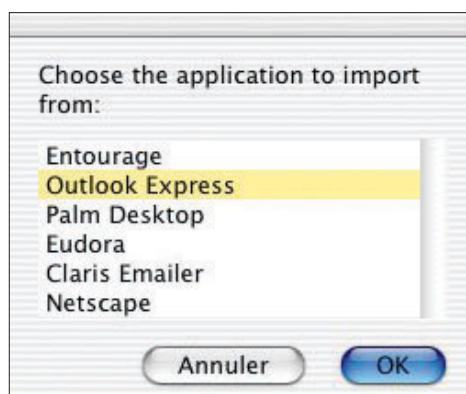 Choose the application to import
from:
Entourage
Outlook Express
Palm Desktop
Eudora
Claris Emailer
Netscape
Annuler OK